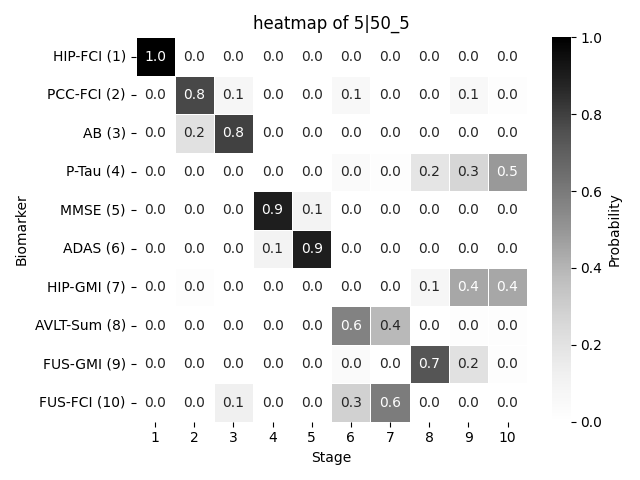 heatmap of 5|50_5
HIP-FCI (1) 1.0 0.0 0.0 0.0 0.0 0.0 0.0 0.0 0.0 0.0
PCC-FCI (2) 0.0 0.8 0.1 0.0 0.0 0.1 0.0 0.0 0.1 0.0
AB (3) 0.0 0.2 0.8 0.0 0.0 0.0 0.0 0.0 0.0 0.0
P-Tau (4) 0.0 0.0 0.0 0.0 0.0 0.0 0.0 0.2 0.3 0.5
MMSE (5) 0.0 0.0 0.0 0.9 0.1 0.0 0.0 0.0 0.0 0.0
ADAS (6) 0.0 0.0 0.0 0.1 0.9 0.0 0.0 0.0 0.0 0.0
HIP-GMI (7) 0.0 0.0 0.0 0.0 0.0 0.0 0.0 0.1 0.4 0.4
AVLT-Sum (8) 0.0 0.0 0.0 0.0 0.0 0.6 0.4 0.0 0.0 0.0
FUS-GMI (9) 0.0 0.0 0.0 0.0 0.0 0.0 0.0 0.7 0.2 0.0
FUS-FCI (10) 0.0 0.0 0.1 0.0 0.0 0.3 0.6 0.0 0.0 0.0
1 2 3 4 5 6 7 8 9 10
Stage
Biomarker
1.0
0.8
0.6
0.4
0.2
0.0
Probability